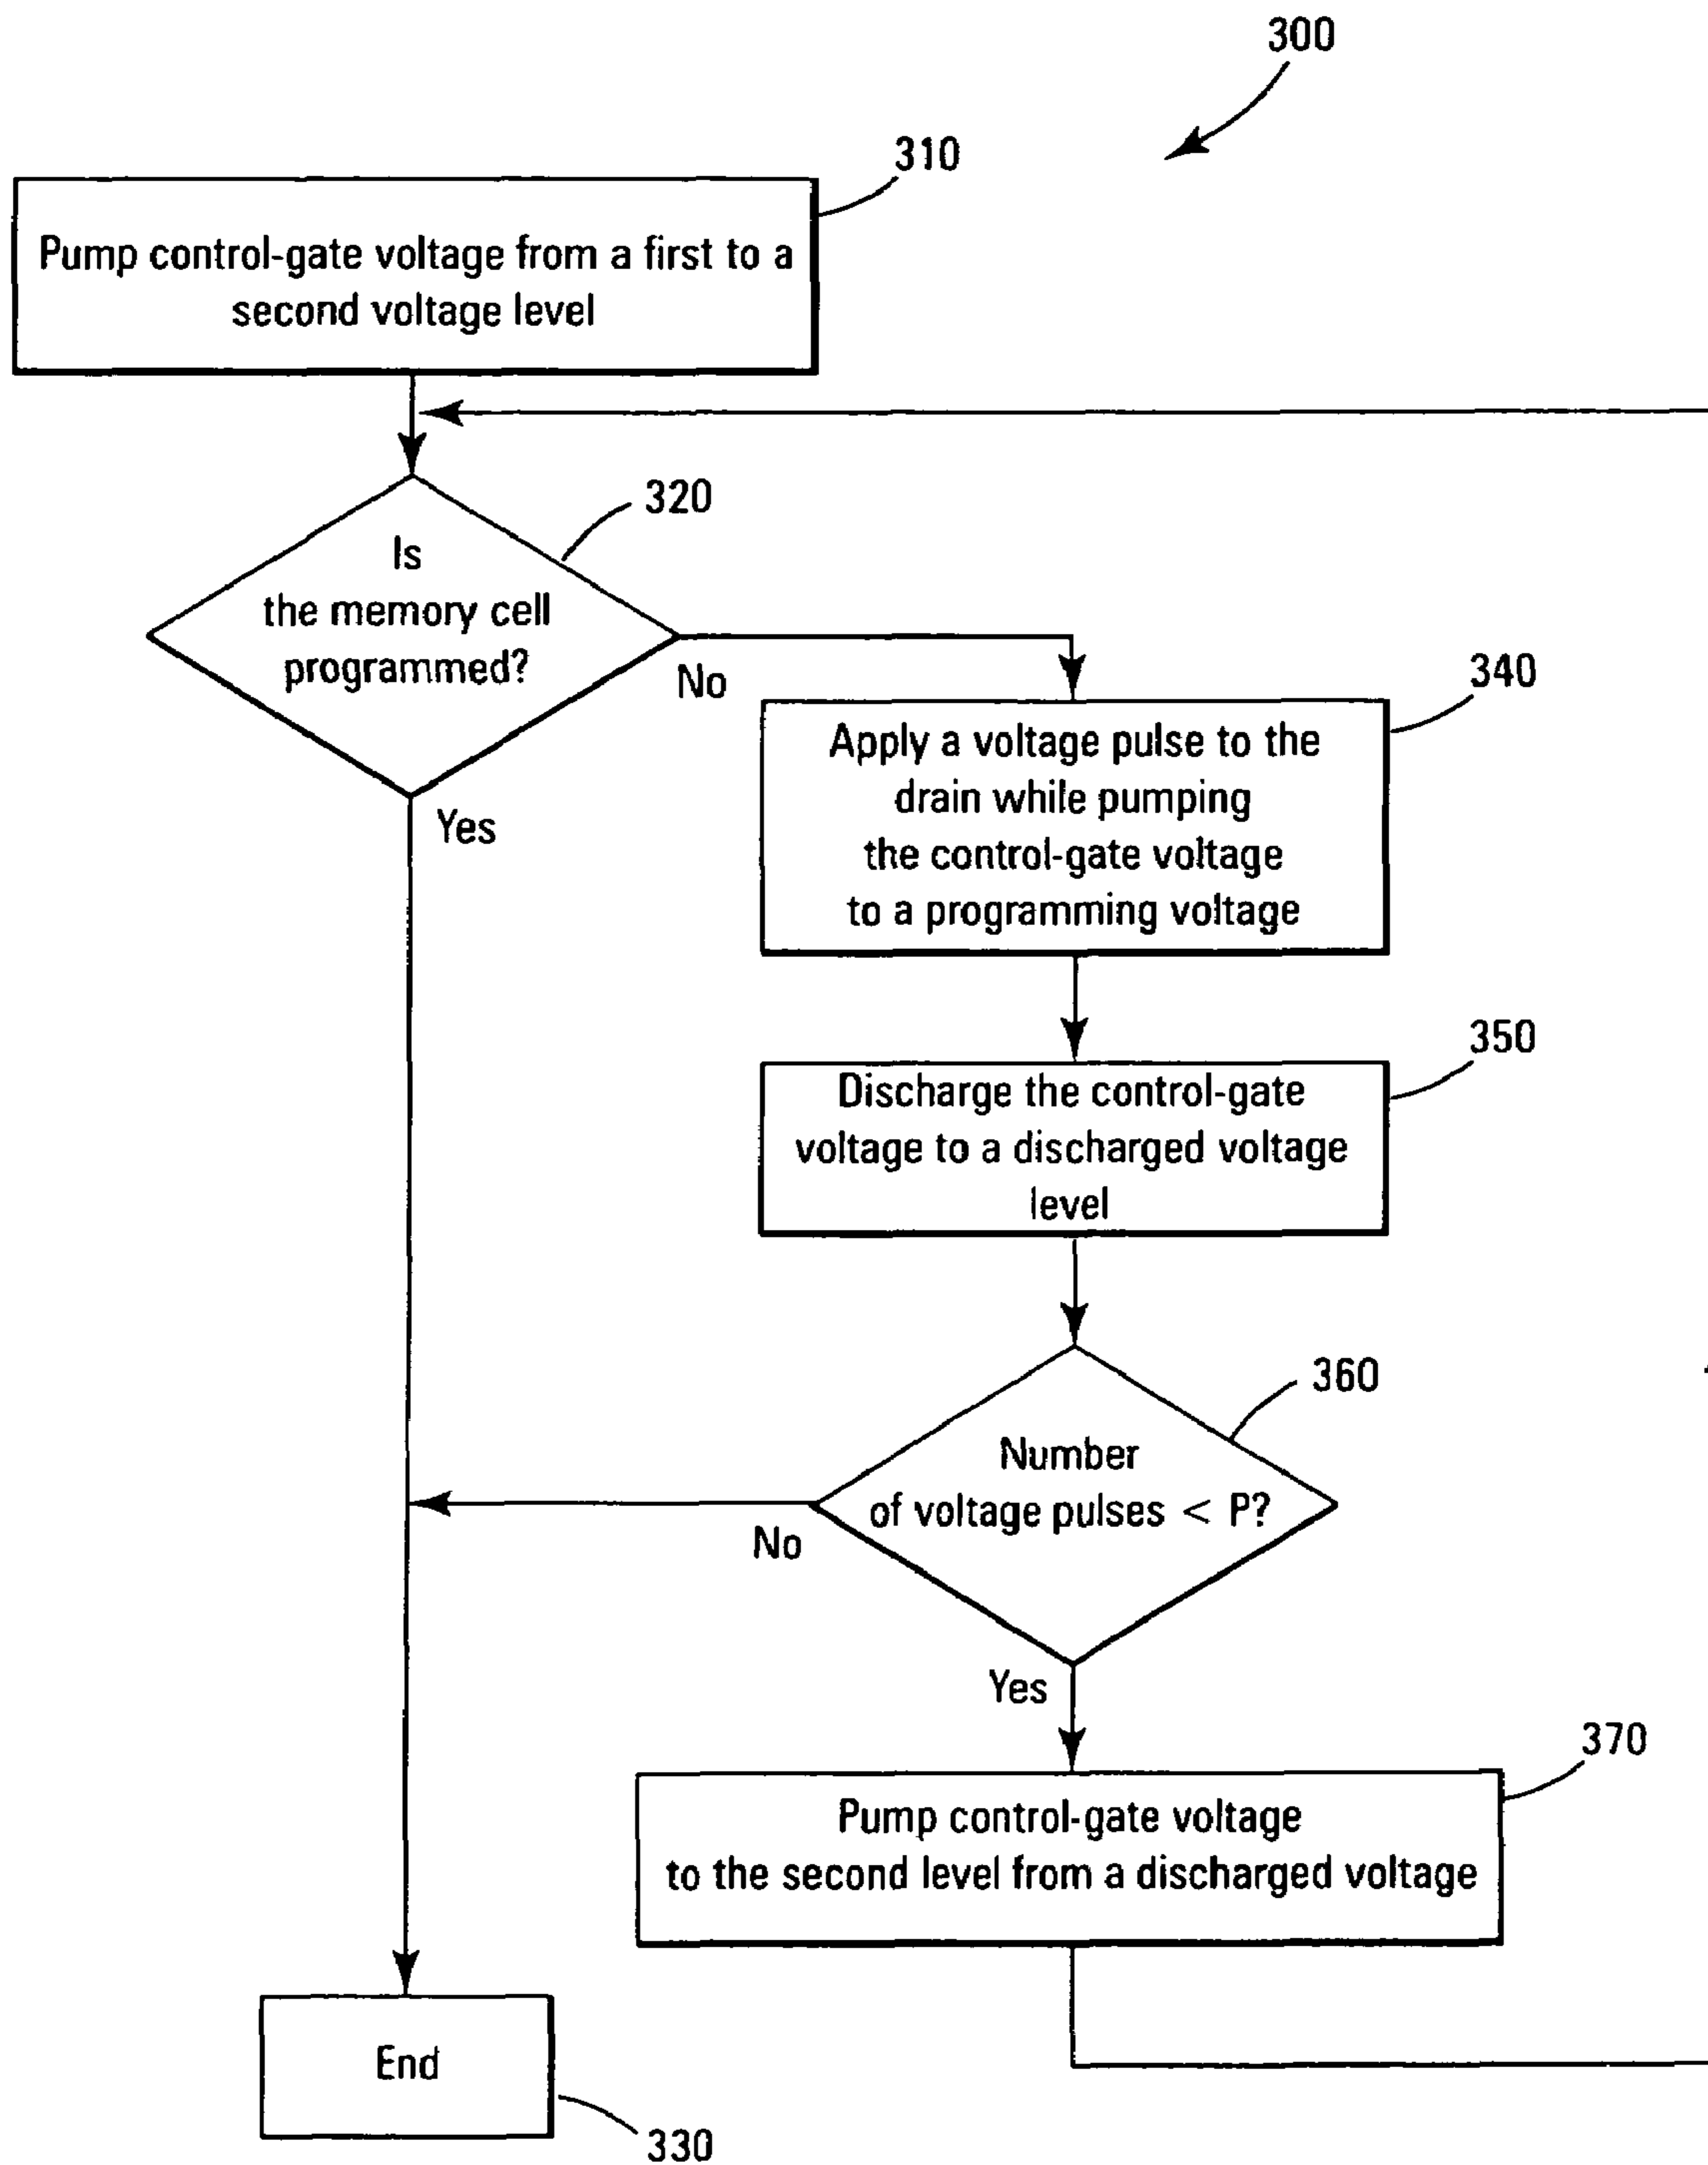 300
310
Pump control-gate voltage from a first to a
second voltage level
320
Is
the memory cell
programmed?
No
Yes
340
Apply a voltage pulse to the
drain while pumping
the control-gate voltage
to a programming voltage
350
Discharge the control-gate
voltage to a discharged voltage
level
360
Number
of voltage pulses < P?
No
Yes
370
Pump control-gate voltage
to the second level from a discharged voltage
End
330